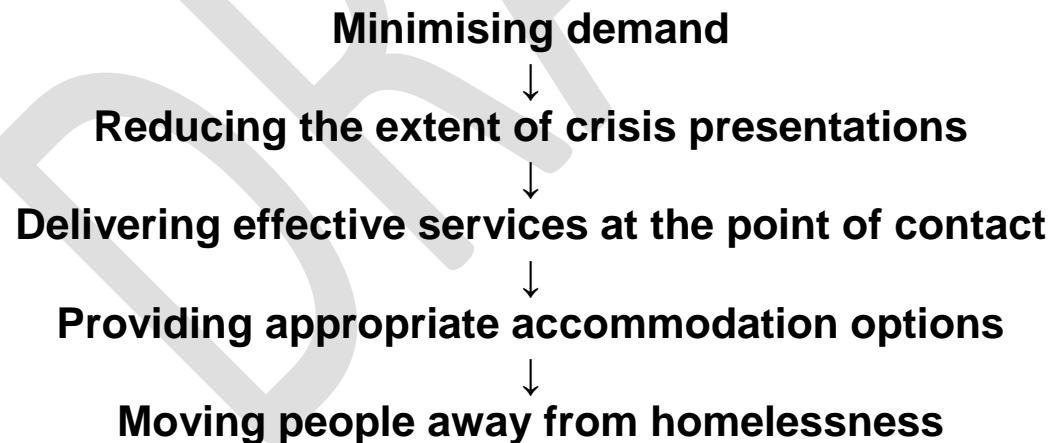 Minimising demand
↓
Reducing the extent of crisis presentations
↓
Delivering effective services at the point of contact
↓
Providing appropriate accommodation options
↓
Moving people away from homelessness